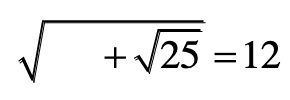 √( + √25) = 12